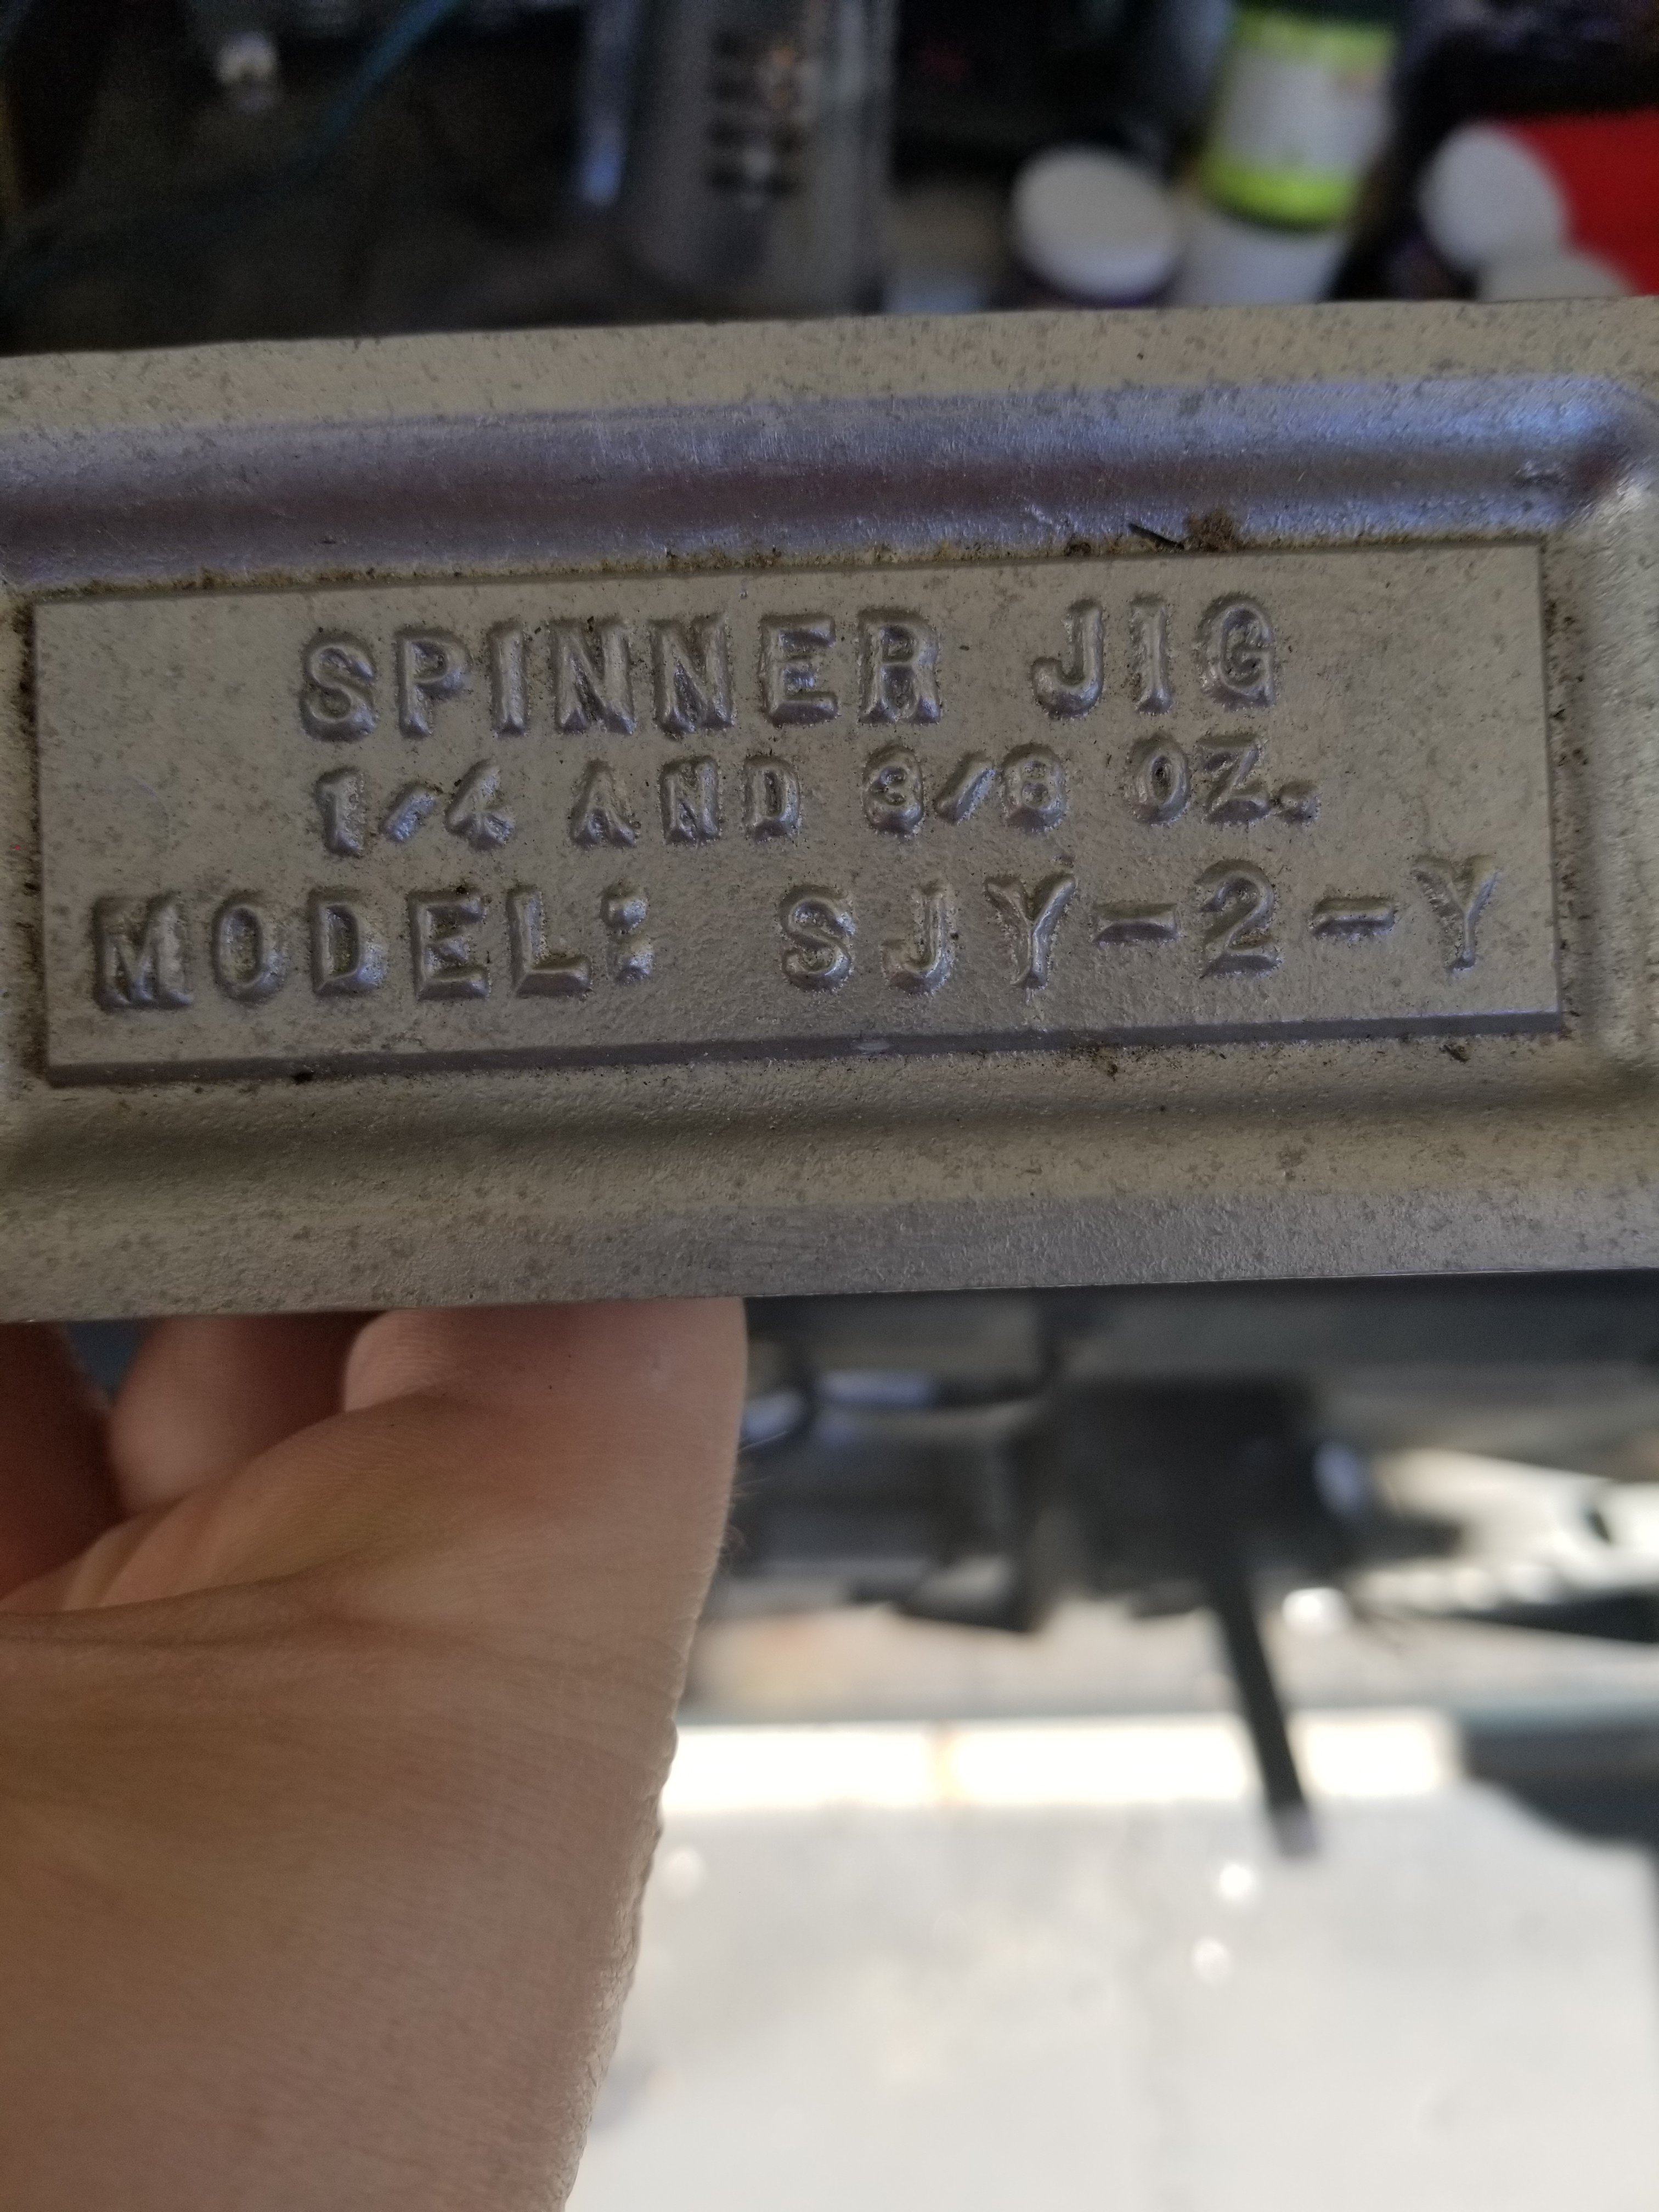 SPINNER JIG
1/4 AND 3/8 OZ.
MODEL: SJY-2-Y